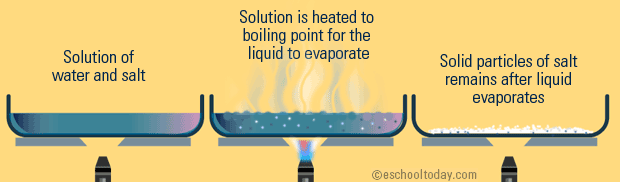 Solution of
water and salt
Solution is heated to
boiling point for the
liquid to evaporate
Solid particles of salt
remains after liquid
evaporates
©eschooltoday.com